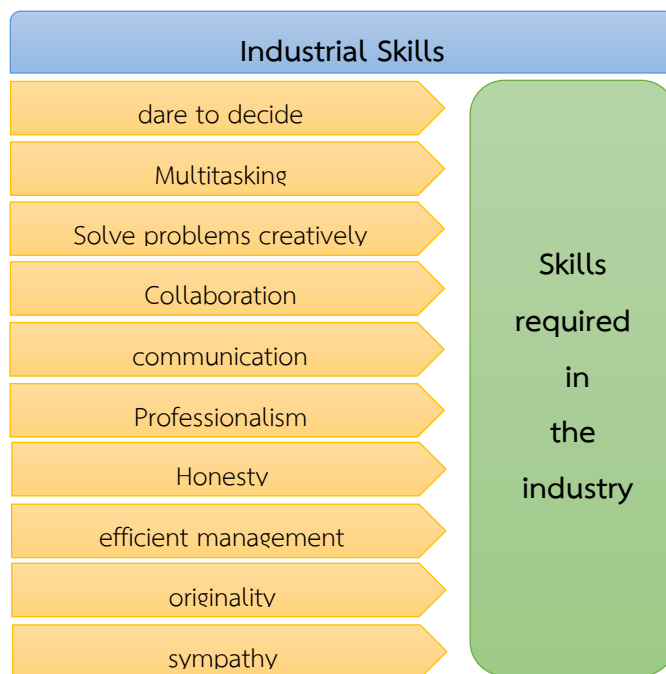 Industrial Skills
dare to decide
Multitasking
Solve problems creatively
Collaboration
communication
Professionalism
Honesty
efficient management
originality
sympathy
Skills
required
in
the
industry